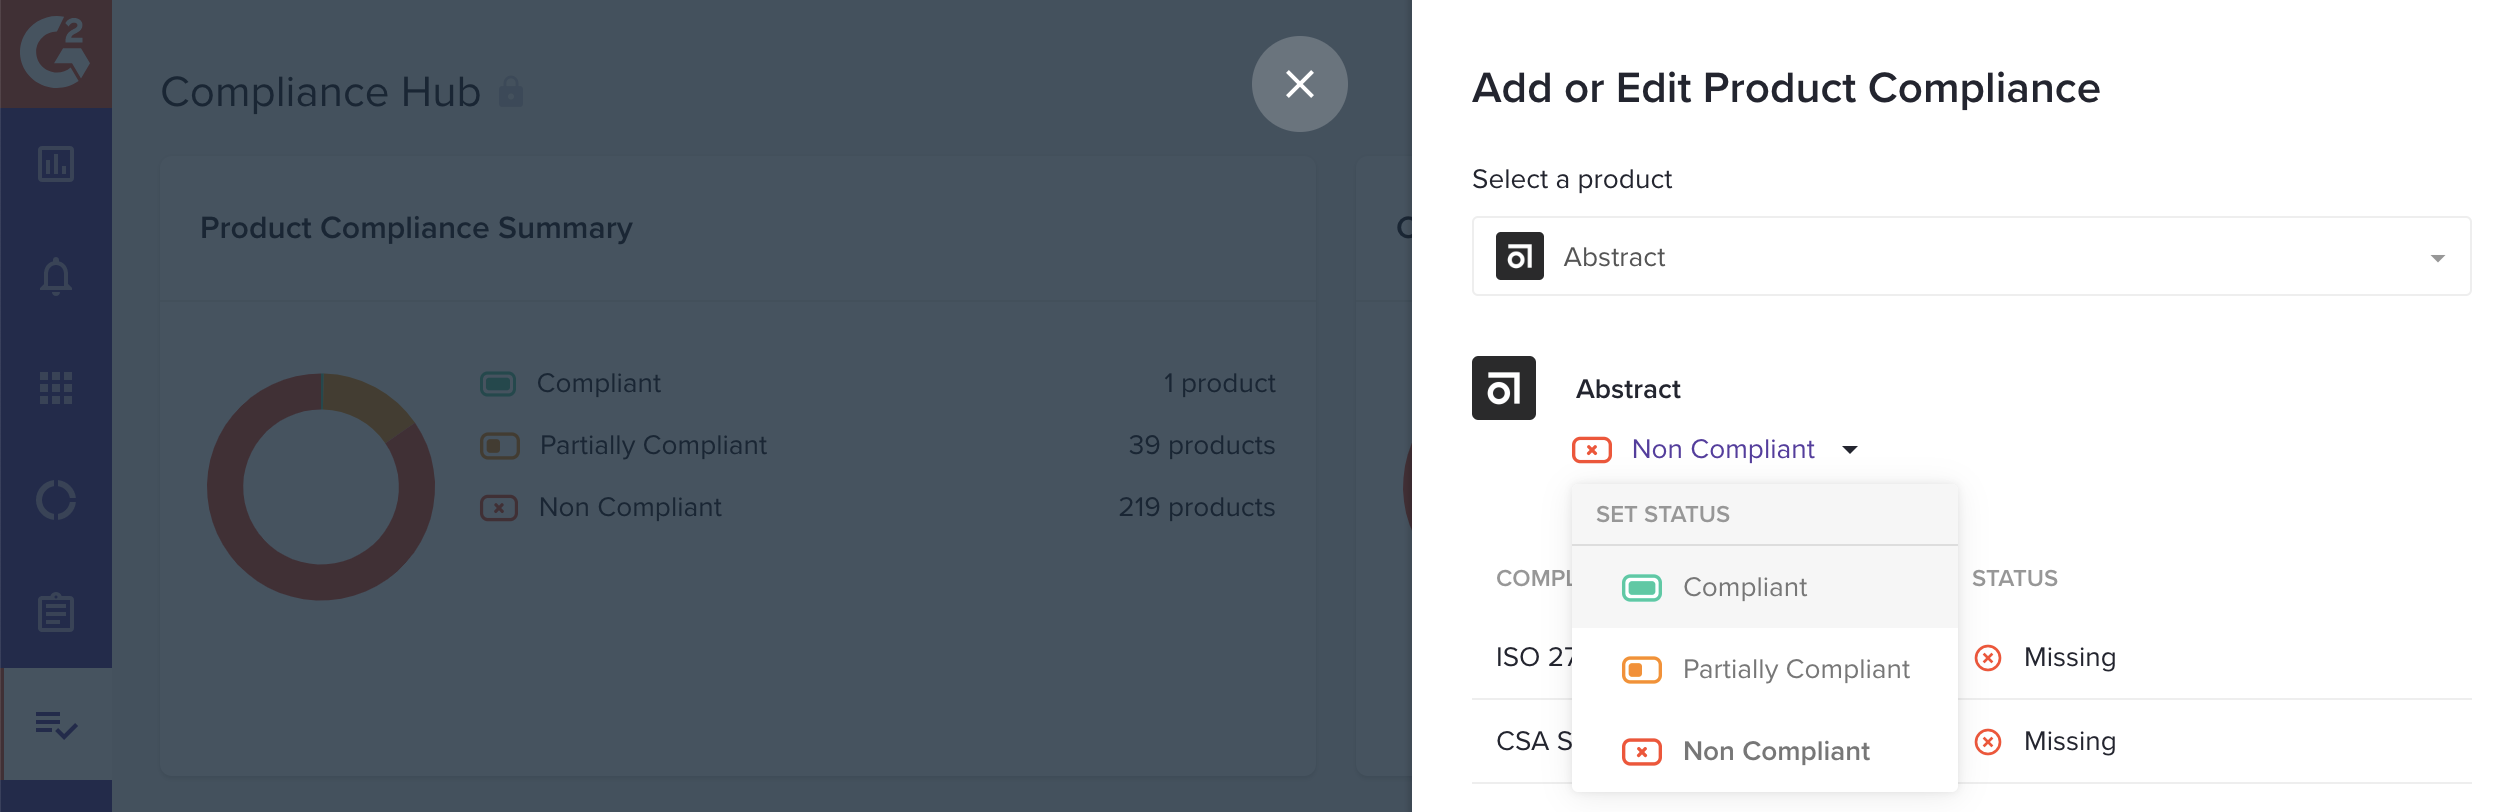 G2
Compliance Hub
Product Compliance Summary
Compliant 1 product
Partially Compliant 39 products
Non Compliant 219 products
Add or Edit Product Compliance
Select a product
Abstract
Abstract
Non Compliant
SET STATUS
Compliant
Partially Compliant
Non Compliant
STATUS
ISO Missing
CSA Missing